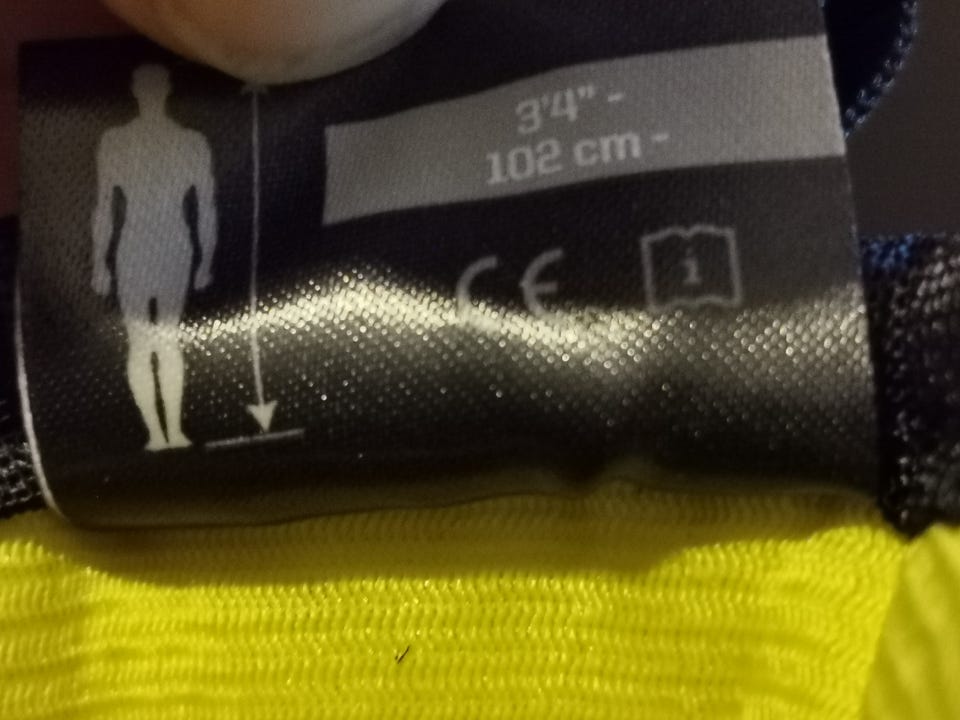 3'4" -
102 cm -
CE
i